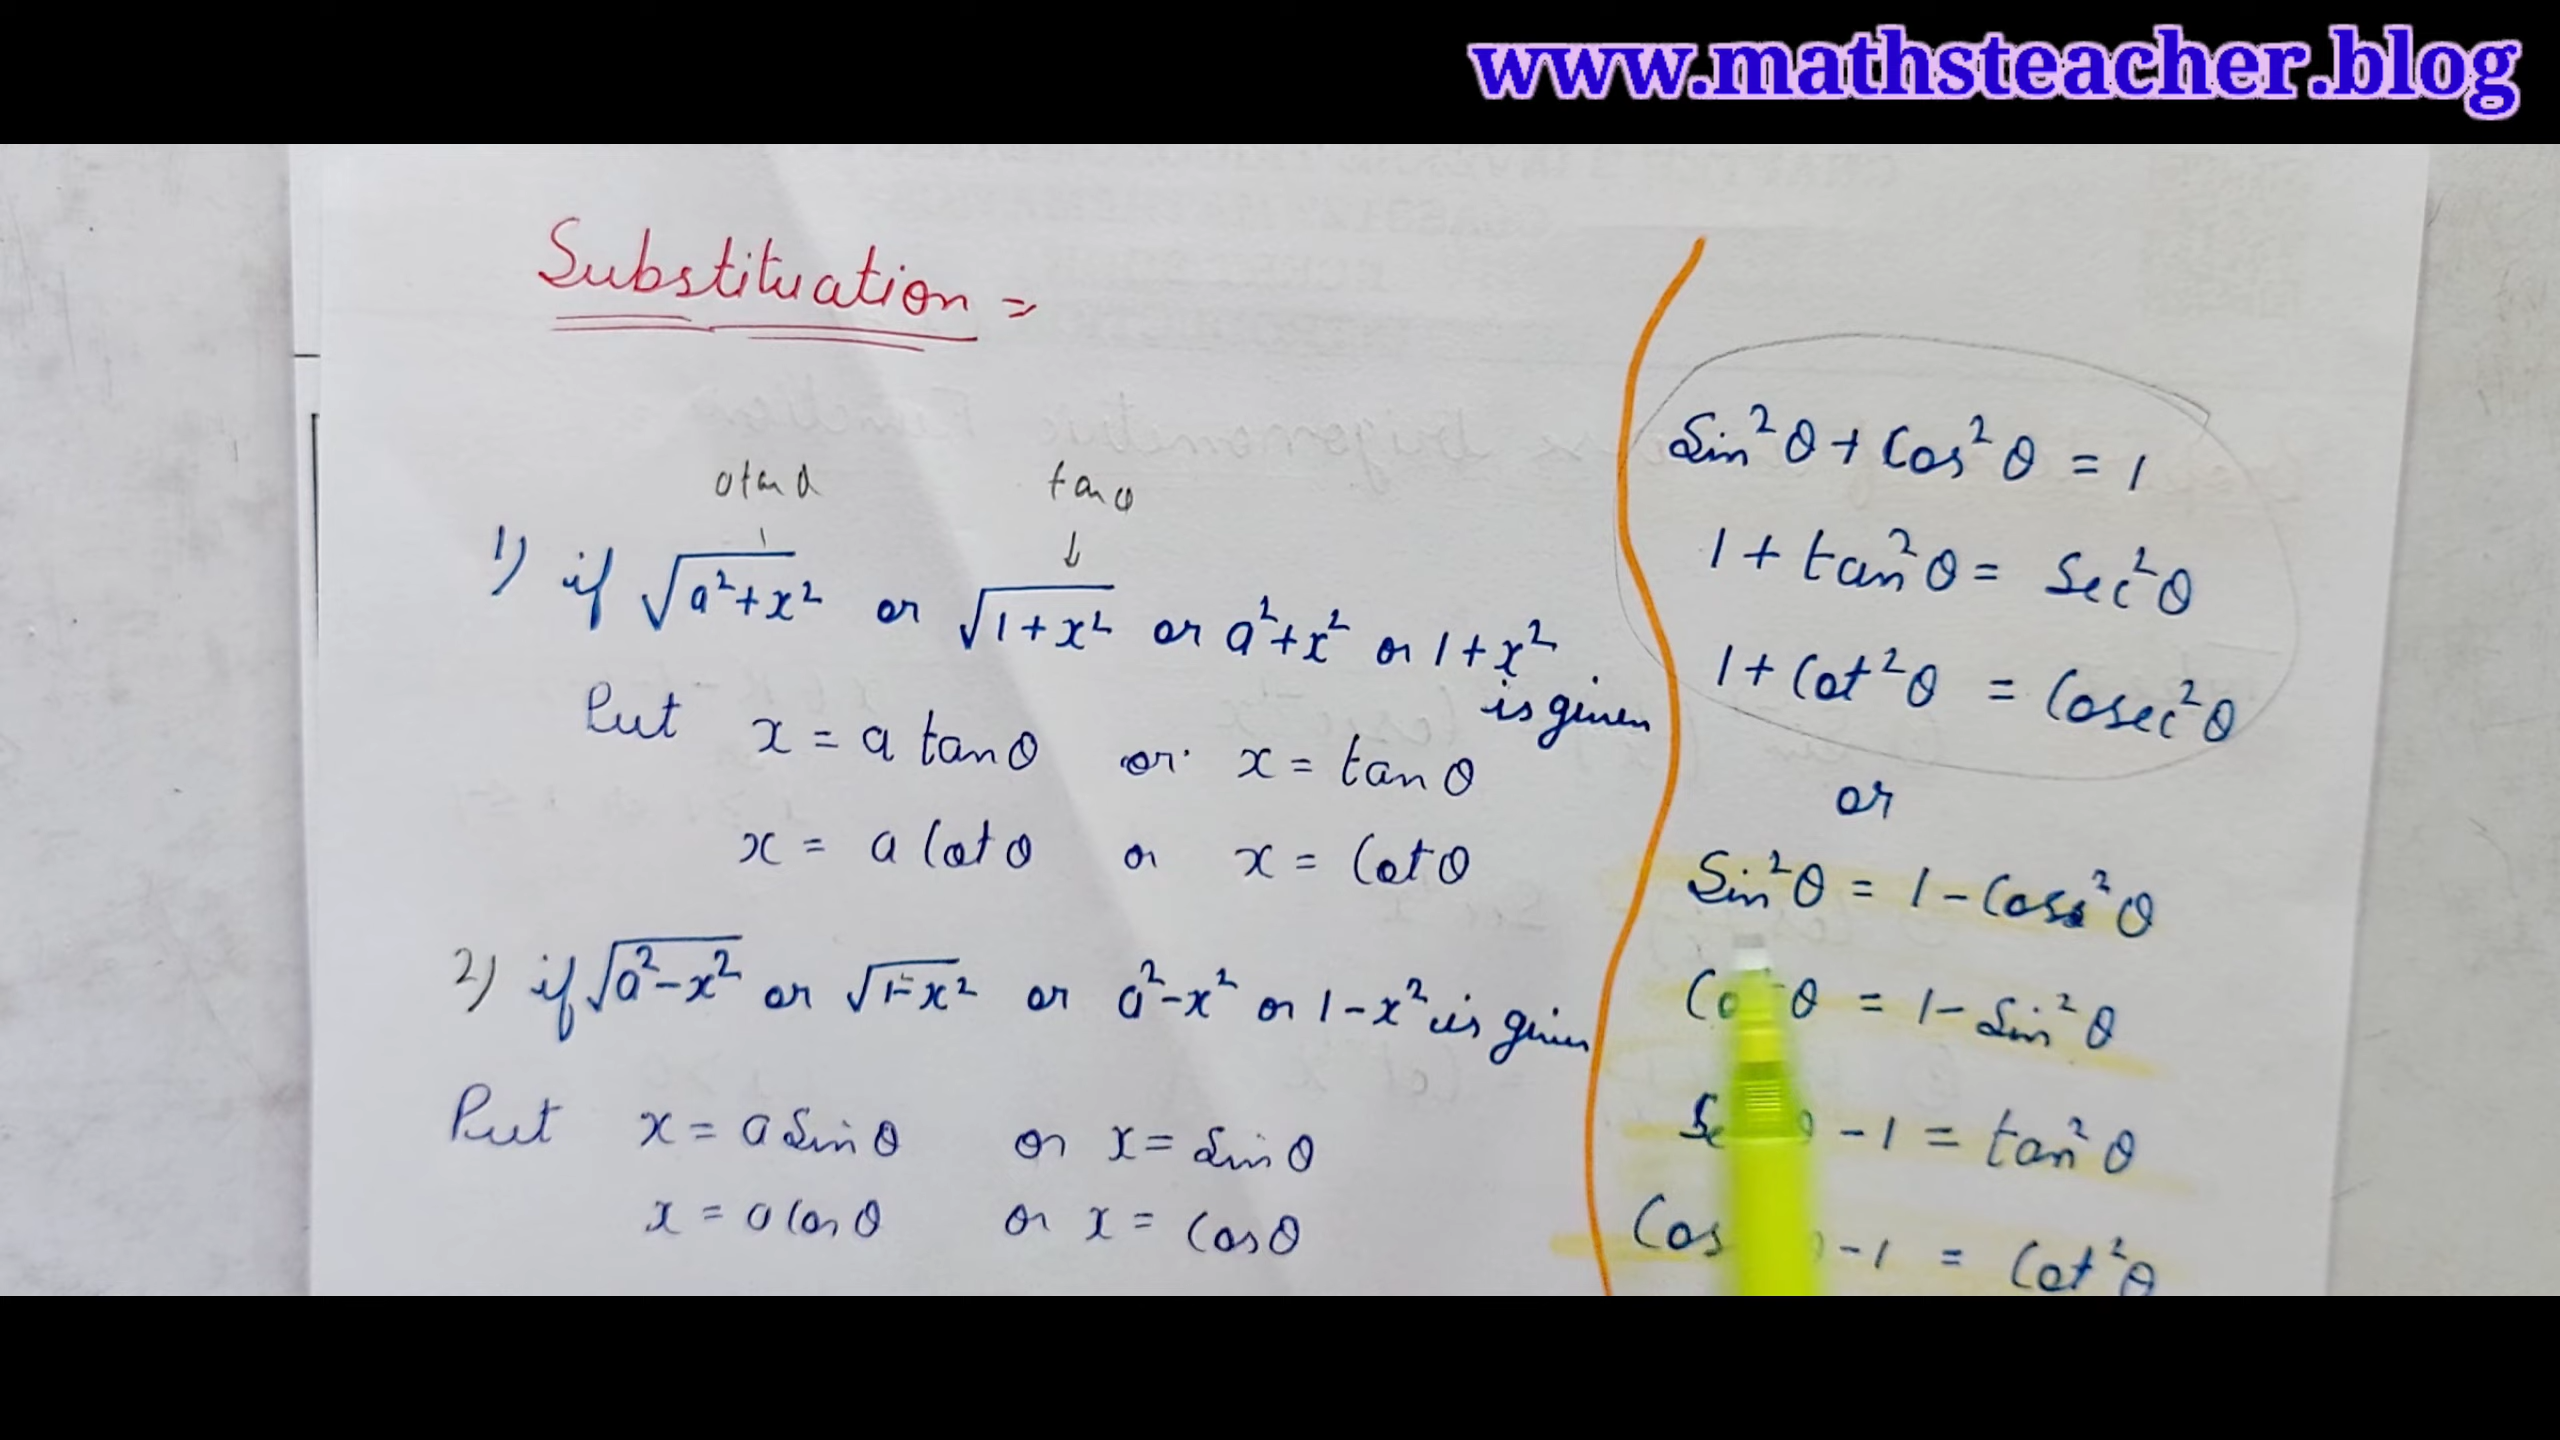 www.mathsteacher.blog
Substituation =
tanθ
↓
1) if √a²+x² or √1+x² or a²+x² or 1+x²
is given
Put x = a tanθ or x = tanθ
x = a Cotθ or x = Cotθ
2) if √a²-x² or √1-x² or a²-x² or 1-x² is given
Put x = a Sinθ or x = Sinθ
x = a Cosθ or x = Cosθ
Sin²θ + Cos²θ = 1
1 + tan²θ = Sec²θ
1 + Cot²θ = Cosec²θ
or
Sin²θ = 1 - Cos²θ
θ = 1 - Sin²θ
- 1 = tan²θ
- 1 = Cot²θ